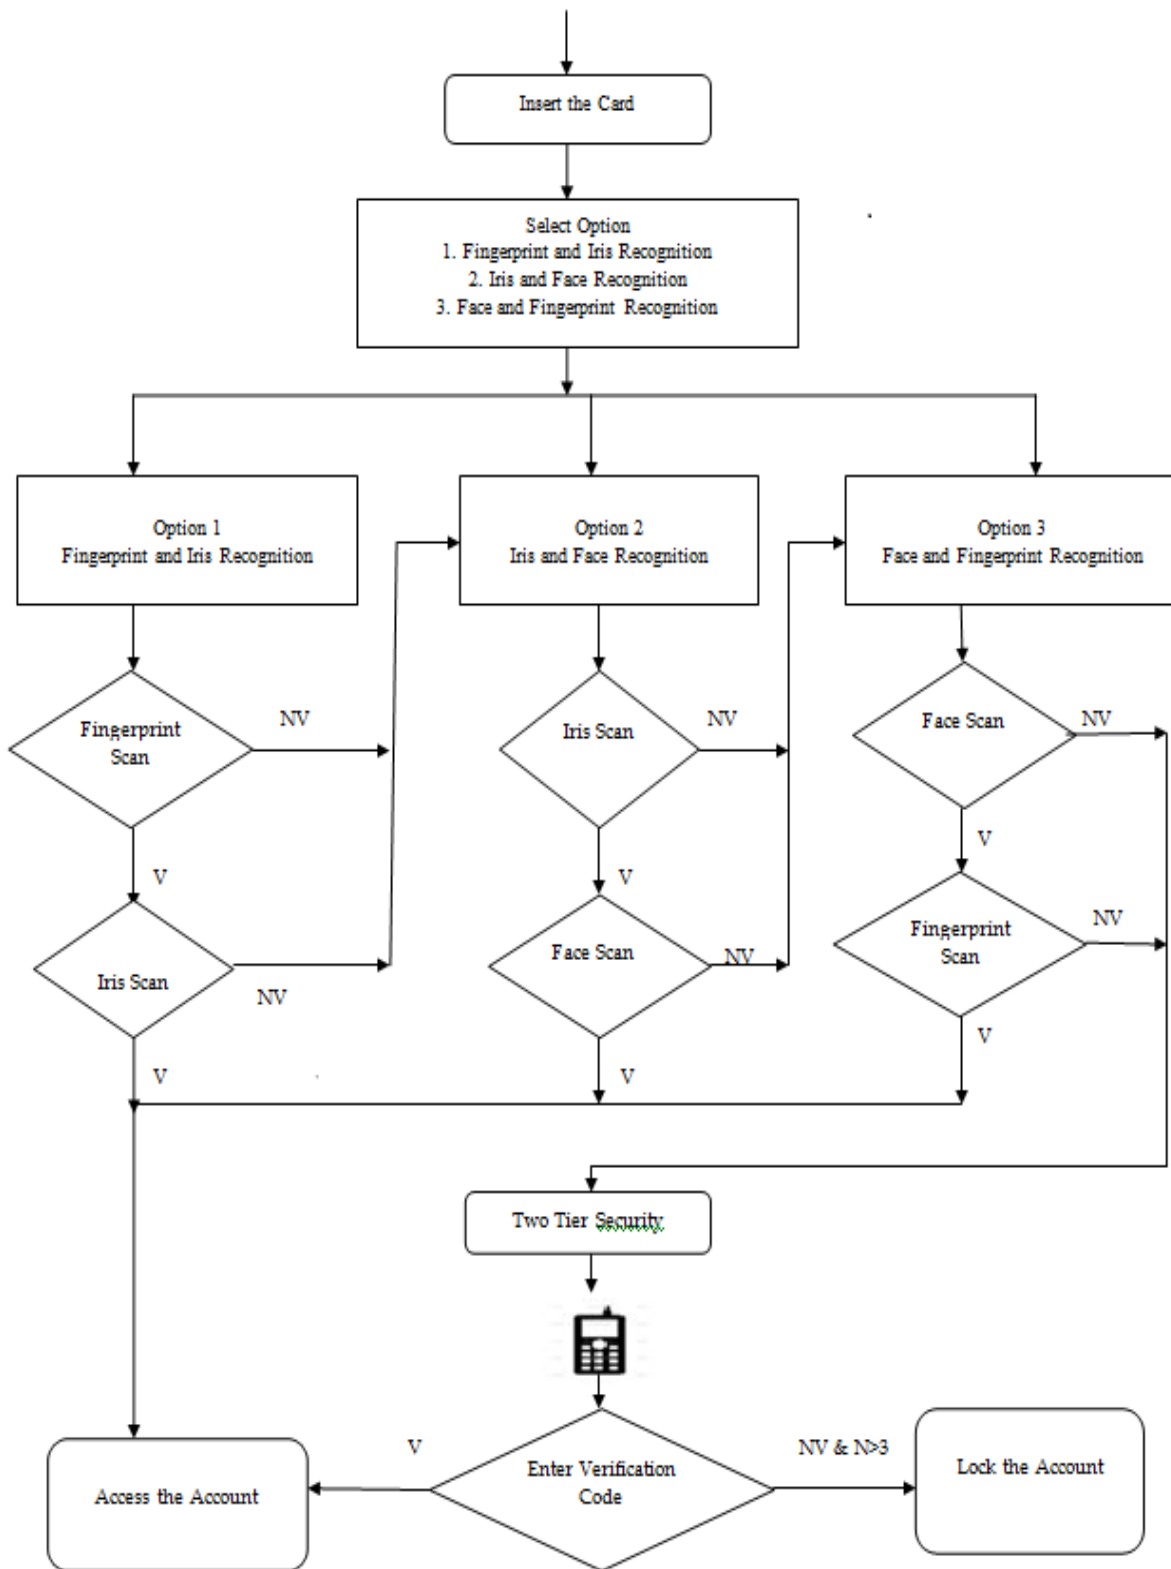 Insert the Card
Select Option
1. Fingerprint and Iris Recognition
2. Iris and Face Recognition
3. Face and Fingerprint Recognition
Option 1
Fingerprint and Iris Recognition
Option 2
Iris and Face Recognition
Option 3
Face and Fingerprint Recognition
Fingerprint
Scan
NV
Iris Scan
NV
Face Scan
NV
V
V
V
Iris Scan
NV
Face Scan
NV
Fingerprint
Scan
NV
V
V
V
Two Tier Security
Enter Verification
Code
V
NV & N>3
Access the Account
Lock the Account